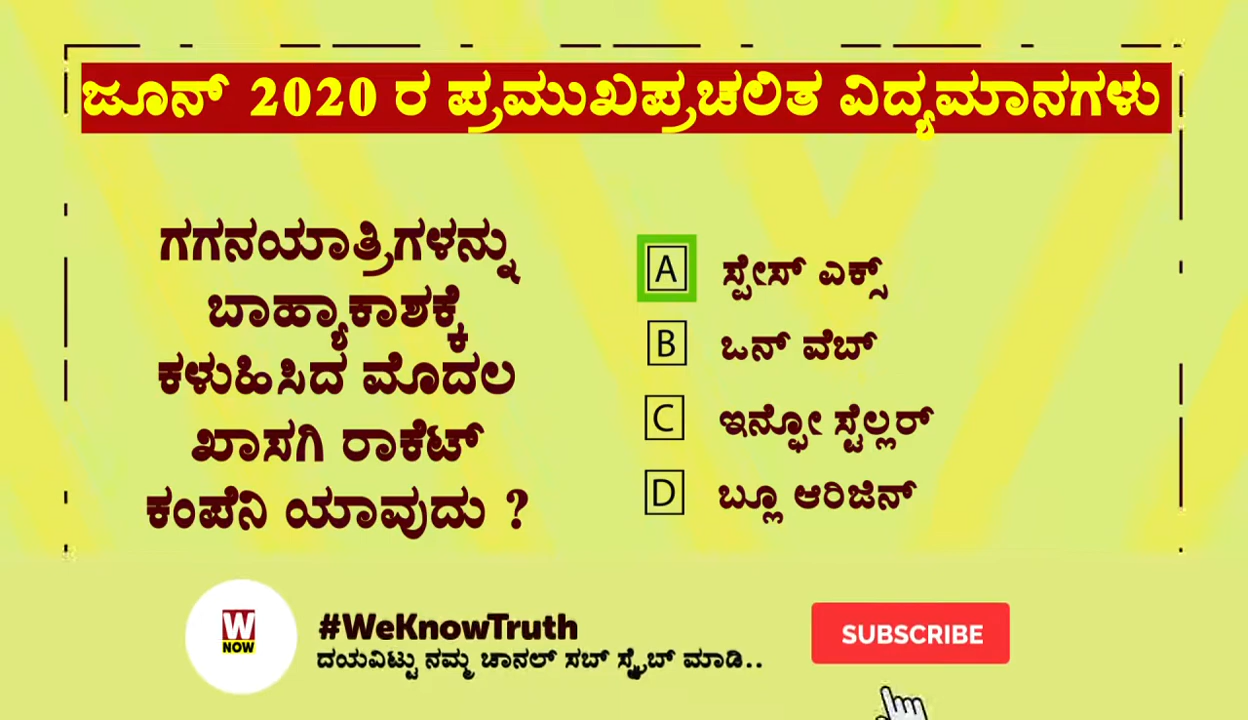 ಜೂನ್ 2020 ರ ಪ್ರಮುಖಪ್ರಚಲಿತ ವಿದ್ಯಮಾನಗಳು
ಗಗನಯಾತ್ರಿಗಳನ್ನು
ಬಾಹ್ಯಾಕಾಶಕ್ಕೆ
ಕಳುಹಿಸಿದ ಮೊದಲ
ಖಾಸಗಿ ರಾಕೆಟ್
ಕಂಪೆನಿ ಯಾವುದು ?
A ಸ್ಪೇಸ್ ಎಕ್ಸ್
B ಒನ್ ವೆಬ್
C ಇನ್ಫೋ ಸ್ಟೆಲ್ಲರ್
D ಬ್ಲೂ ಆರಿಜಿನ್
W
NOW
#WeKnowTruth
ದಯವಿಟ್ಟು ನಮ್ಮ ಚಾನಲ್ ಸಬ್ ಸ್ಕ್ರೈಬ್ ಮಾಡಿ..
SUBSCRIBE